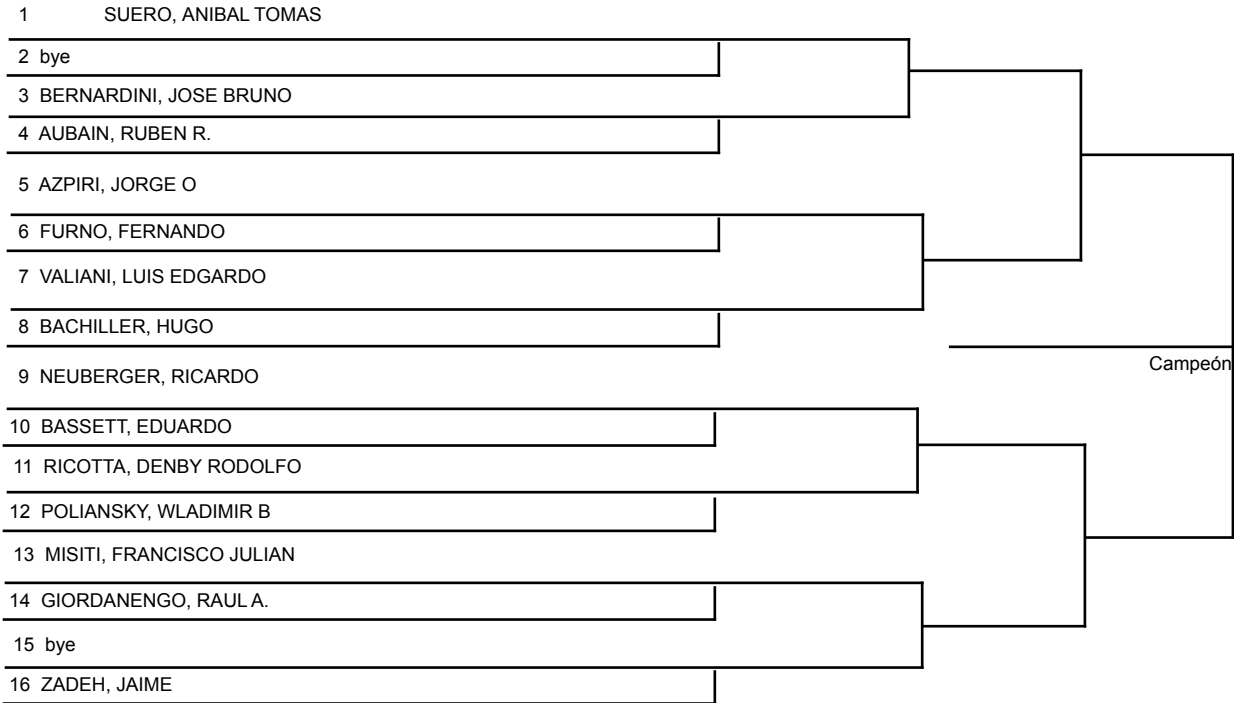 1 SUERO, ANIBAL TOMAS
2 bye
3 BERNARDINI, JOSE BRUNO
4 AUBAIN, RUBEN R.
5 AZPIRI, JORGE O
6 FURNO, FERNANDO
7 VALIANI, LUIS EDGARDO
8 BACHILLER, HUGO
Campeón
9 NEUBERGER, RICARDO
10 BASSETT, EDUARDO
11 RICOTTA, DENBY RODOLFO
12 POLIANSKY, WLADIMIR B
13 MISITI, FRANCISCO JULIAN
14 GIORDANENGO, RAUL A.
15 bye
16 ZADEH, JAIME